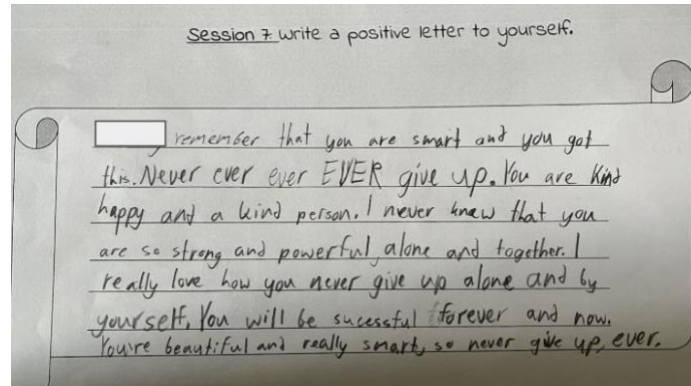 Session 7 Write a positive letter to yourself.
remember that you are smart and you got
this. Never ever ever EVER give up. You are kind
happy and a kind person. I never knew that you
are so strong and powerful alone and together. I
really love how you never give up alone and by
yourself. You will be sucessful forever and now.
You're beautiful and really smart, so never give up, ever.